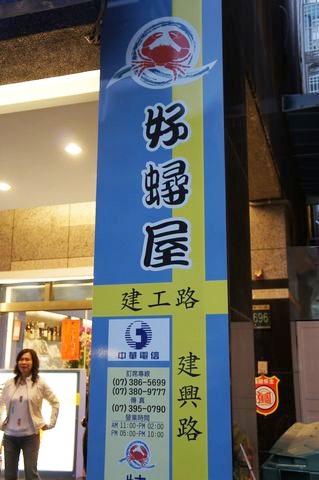 好蟳屋
建工路
建興路
中華電信
訂席專線
(07) 386-5699
(07) 380-9777
傳真
(07) 395-0790
營業時間
AM 11:00-PM 02:00
PM 05:00-PM 10:00
696